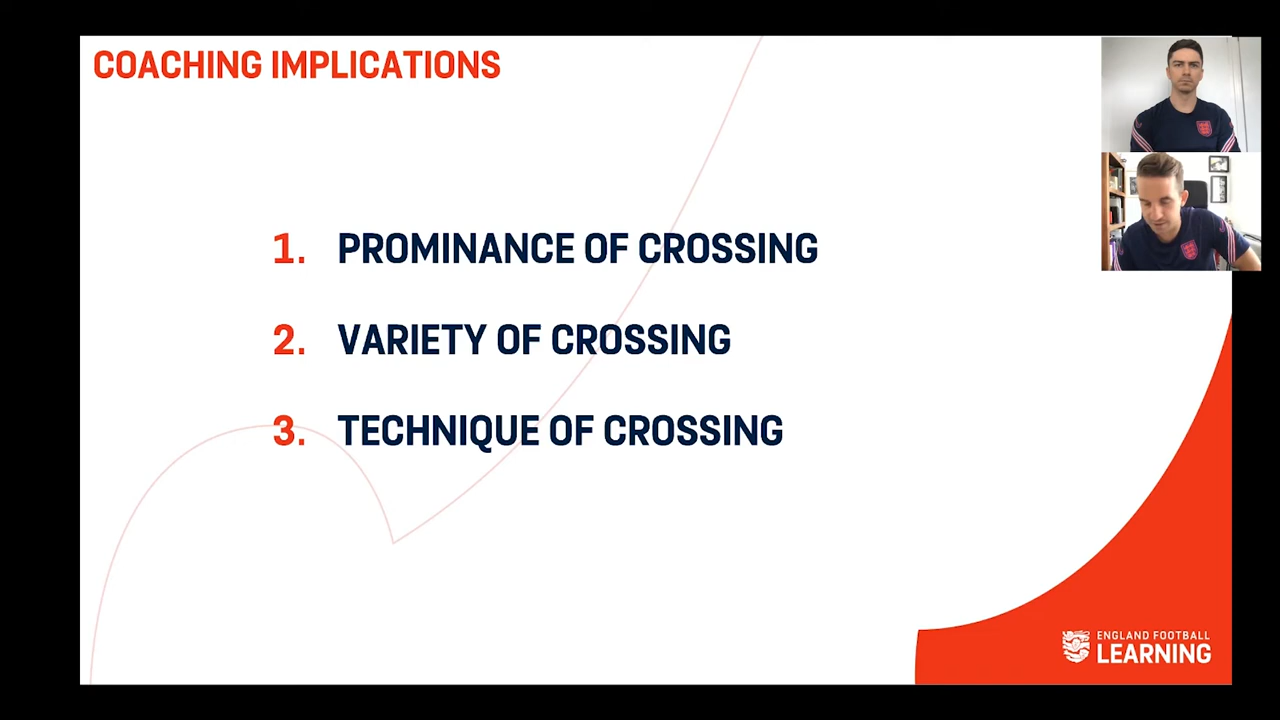 COACHING IMPLICATIONS
1. PROMINANCE OF CROSSING
2. VARIETY OF CROSSING
3. TECHNIQUE OF CROSSING
ENGLAND FOOTBALL
LEARNING